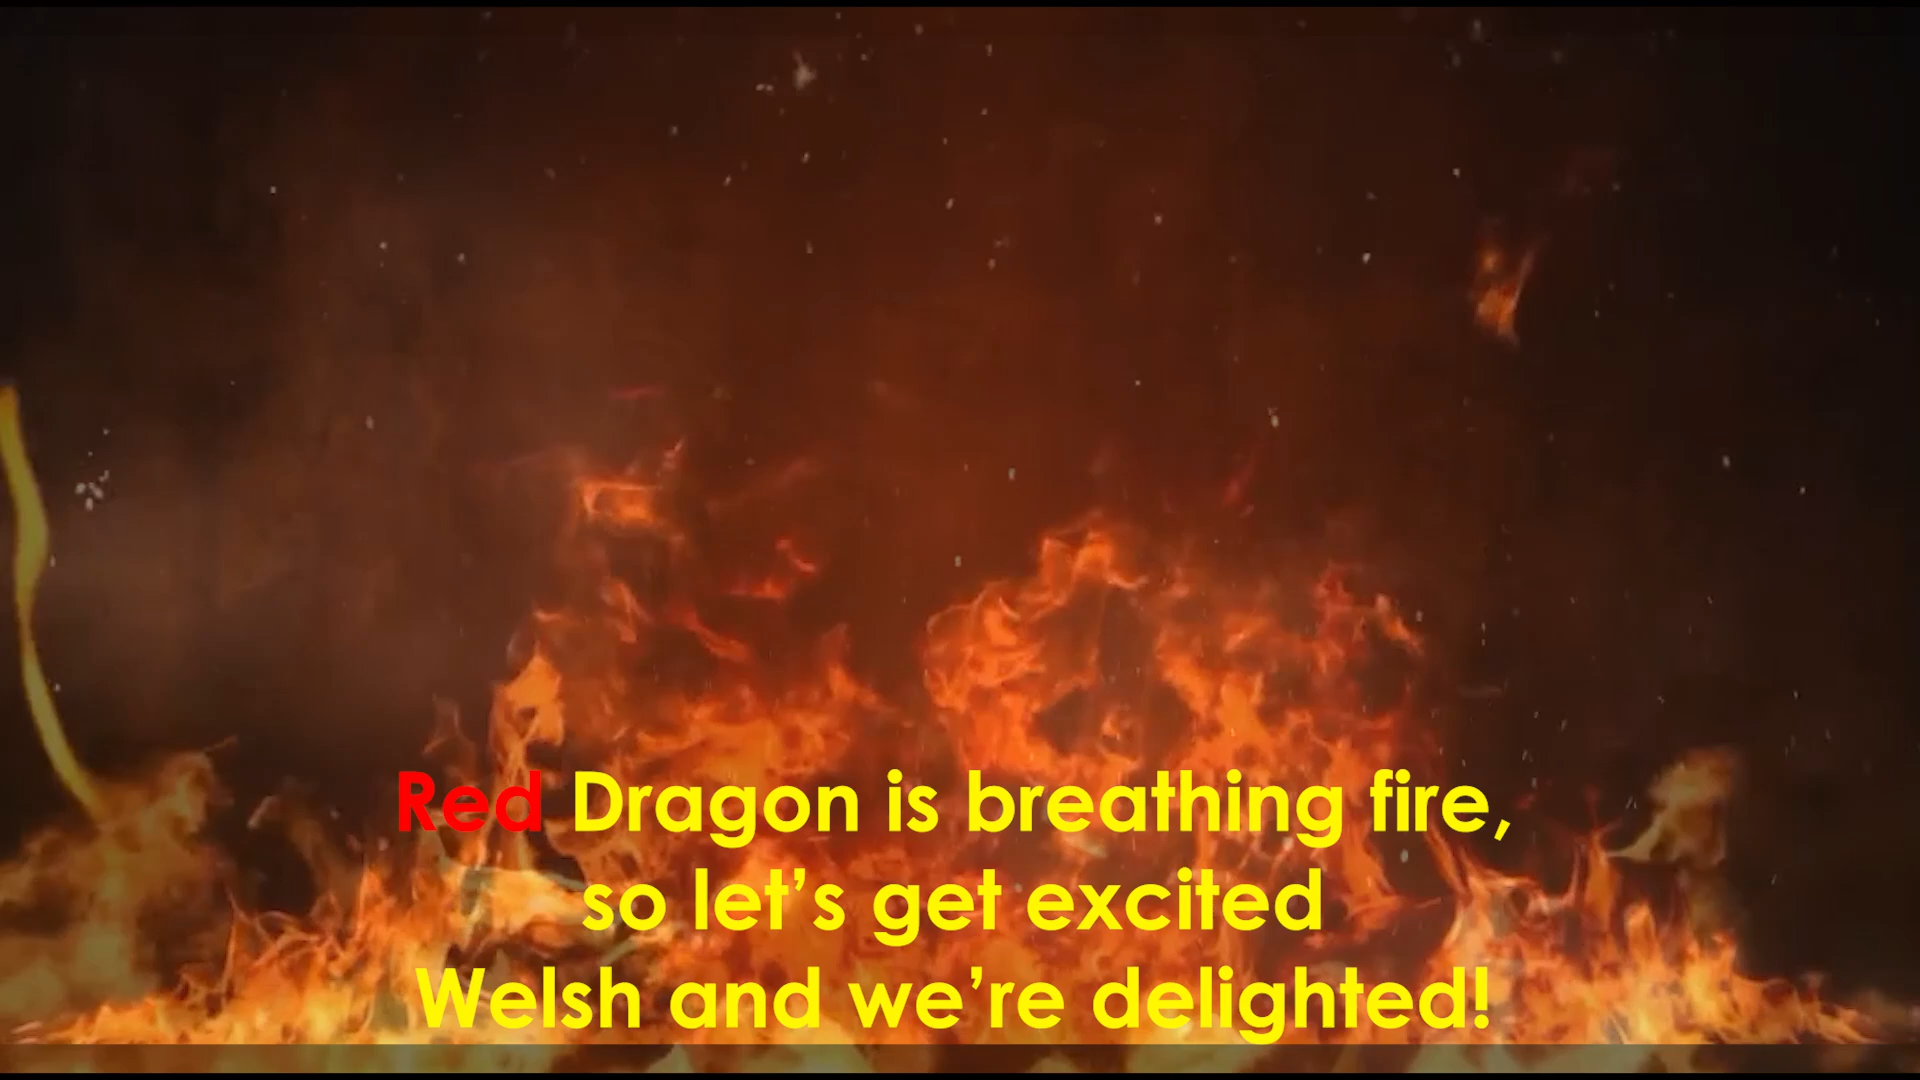 Red Dragon is breathing fire,
so let’s get excited
Welsh and we’re delighted!